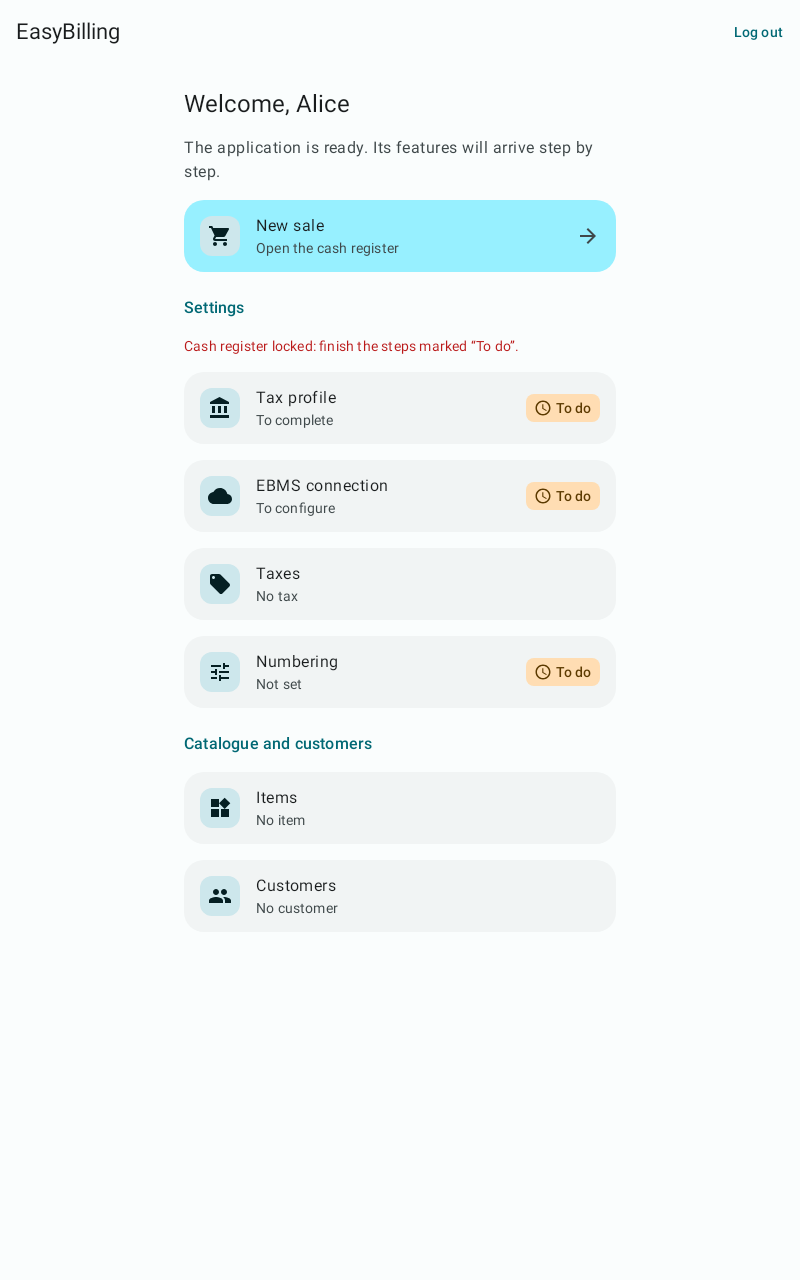 EasyBilling
Log out
Welcome, Alice
The application is ready. Its features will arrive step by
step.
New sale
Open the cash register
Settings
Cash register locked: finish the steps marked “To do”.
Tax profile
To complete
To do
EBMS connection
To configure
To do
Taxes
No tax
Numbering
Not set
To do
Catalogue and customers
Items
No item
Customers
No customer